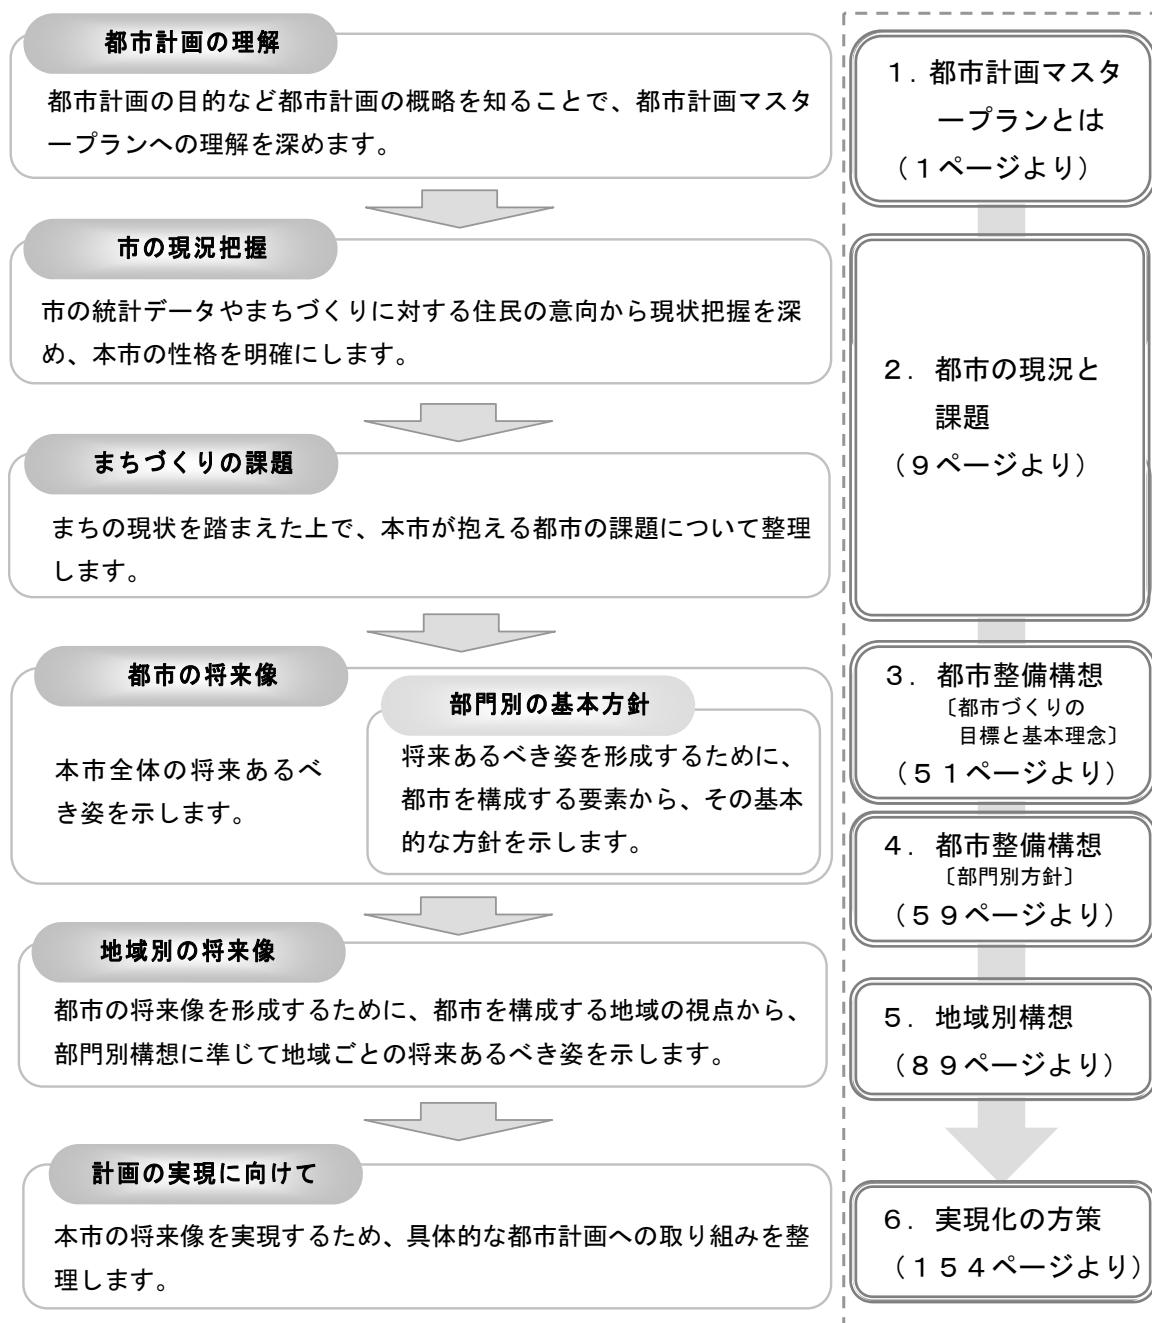 都市計画の理解
都市計画の目的など都市計画の概略を知ることで、都市計画マスタ
ープランへの理解を深めます。
市の現況把握
市の統計データやまちづくりに対する住民の意向から現状把握を深
め、本市の性格を明確にします。
まちづくりの課題
まちの現状を踏まえた上で、本市が抱える都市の課題について整理
します。
都市の将来像
本市全体の将来あるべ
き姿を示します。
部門別の基本方針
将来あるべき姿を形成するために、
都市を構成する要素から、その基本
的な方針を示します。
地域別の将来像
都市の将来像を形成するために、都市を構成する地域の視点から、
部門別構想に準じて地域ごとの将来あるべき姿を示します。
計画の実現に向けて
本市の将来像を実現するため、具体的な都市計画への取り組みを整
理します。
１．都市計画マスタ
ープランとは
（１ページより）
２．都市の現況と
課題
（９ページより）
３．都市整備構想
〔都市づくりの
目標と基本理念〕
（５１ページより）
４．都市整備構想
〔部門別方針〕
（５９ページより）
５．地域別構想
（８９ページより）
６．実現化の方策
（１５４ページより）